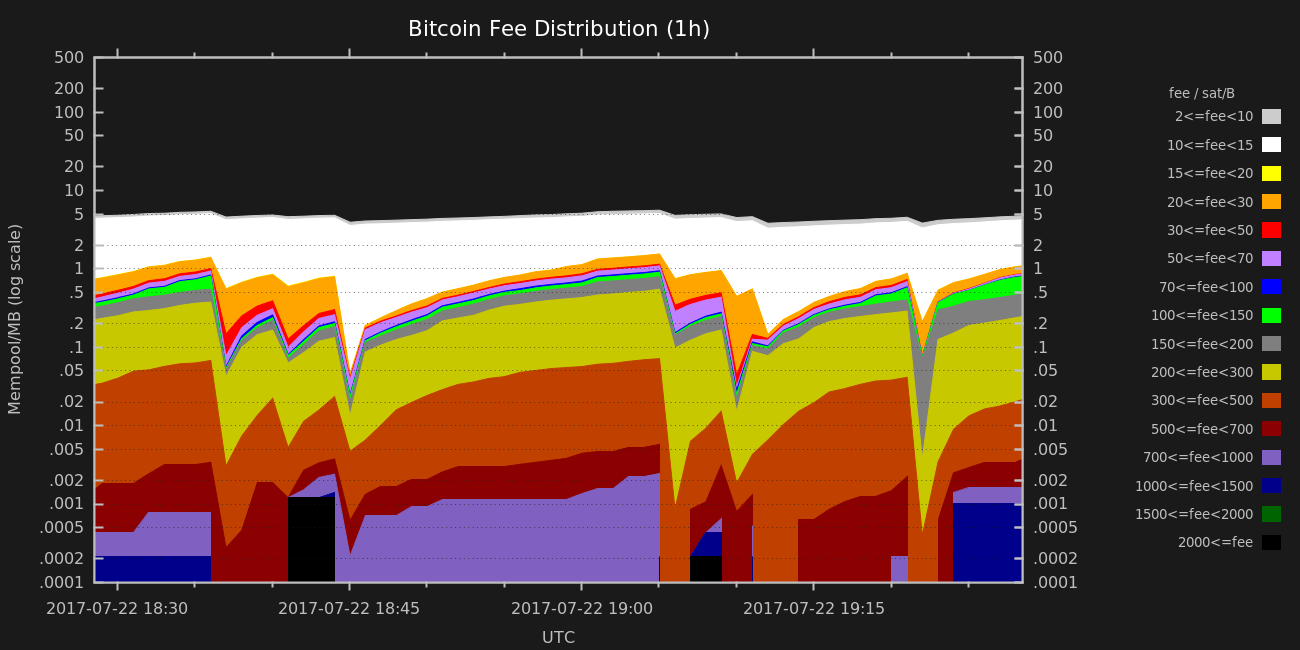 Bitcoin Fee Distribution (1h)
Mempool/MB (log scale)
500
200
100
50
20
10
5
2
1
.5
.2
.1
.05
.02
.01
.005
.002
.001
.0005
.0002
.0001
500
200
100
50
20
10
5
2
1
.5
.2
.1
.05
.02
.01
.005
.002
.001
.0005
.0002
.0001
2017-07-22 18:30
2017-07-22 18:45
2017-07-22 19:00
2017-07-22 19:15
UTC
fee / sat/B
2<=fee<10
10<=fee<15
15<=fee<20
20<=fee<30
30<=fee<50
50<=fee<70
70<=fee<100
100<=fee<150
150<=fee<200
200<=fee<300
300<=fee<500
500<=fee<700
700<=fee<1000
1000<=fee<1500
1500<=fee<2000
2000<=fee